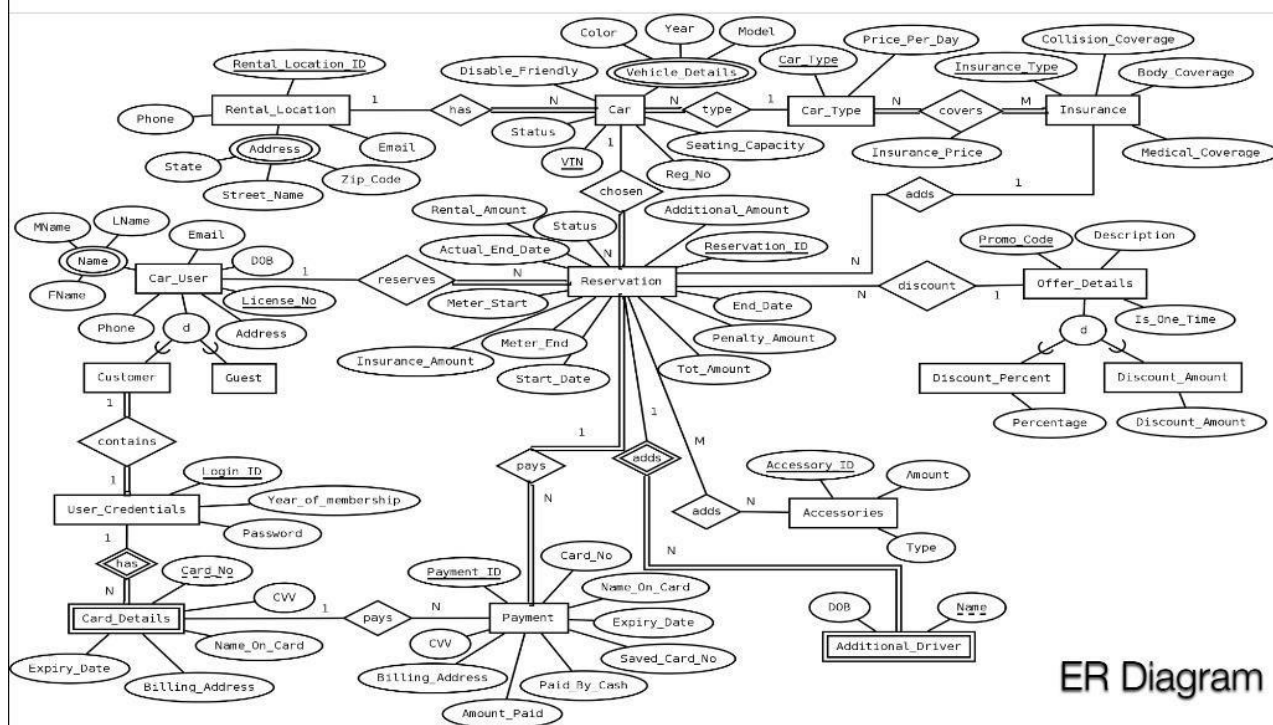 Color
Year
Model
Price_Per_Day
Collision_Coverage
Rental_Location_ID
Disable_Friendly
Vehicle_Details
Car_Type
Insurance_Type
Body_Coverage
Rental_Location
1
has
N
Car
N
type
1
Car_Type
N
covers
M
Insurance
Phone
Status
1
Seating_Capacity
Address
Email
VTN
Reg_No
Insurance_Price
Medical_Coverage
State
Zip_Code
Street_Name
chosen
adds
1
MName
LName
Rental_Amount
Status
Additional_Amount
Email
Name
Actual_End_Date
N
Reservation_ID
Promo_Code
Description
DOB
Car_User
1
reserves
N
Reservation
N
N
discount
1
Offer_Details
FName
License_No
Meter_Start
End_Date
Is_One_Time
Phone
d
Address
Insurance_Amount
Meter_End
Penalty_Amount
d
Start_Date
Tot_Amount
Customer
Guest
Discount_Percent
Discount_Amount
1
1
1
Percentage
Discount_Amount
contains
M
pays
adds
Accessory_ID
Amount
1
Login_ID
N
adds
N
Accessories
User_Credentials
Year_of_membership
Password
Type
1
N
has
Card_No
Payment_ID
Card_No
N
CVV
Name_On_Card
DOB
Name
Card_Details
1
pays
N
Payment
Expiry_Date
Name_On_Card
CVV
Additional_Driver
Expiry_Date
Billing_Address
Saved_Card_No
Billing_Address
Paid_By_Cash
Amount_Paid
ER Diagram